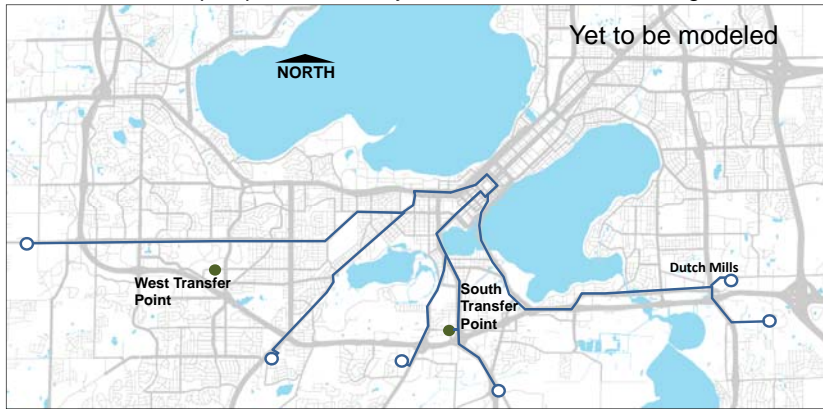 Yet to be modeled
NORTH
Dutch Mills
West Transfer
Point
South
Transfer
Point